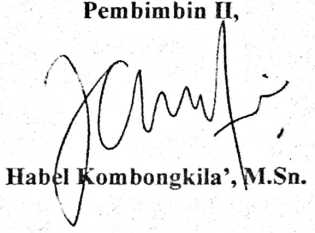 Pembimbin II,
Habel Kombongkila', M.Sn.